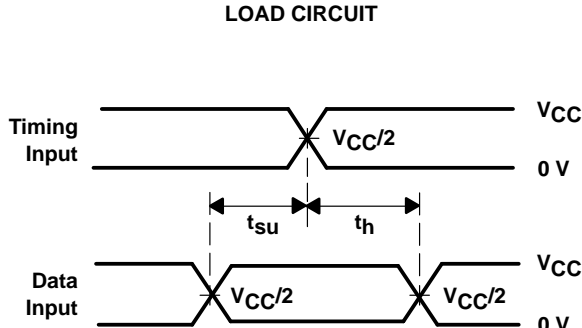 LOAD CIRCUIT
VCC
Timing
Input
VCC/2
0 V
tsu
th
VCC
Data
Input
VCC/2
VCC/2
0 V